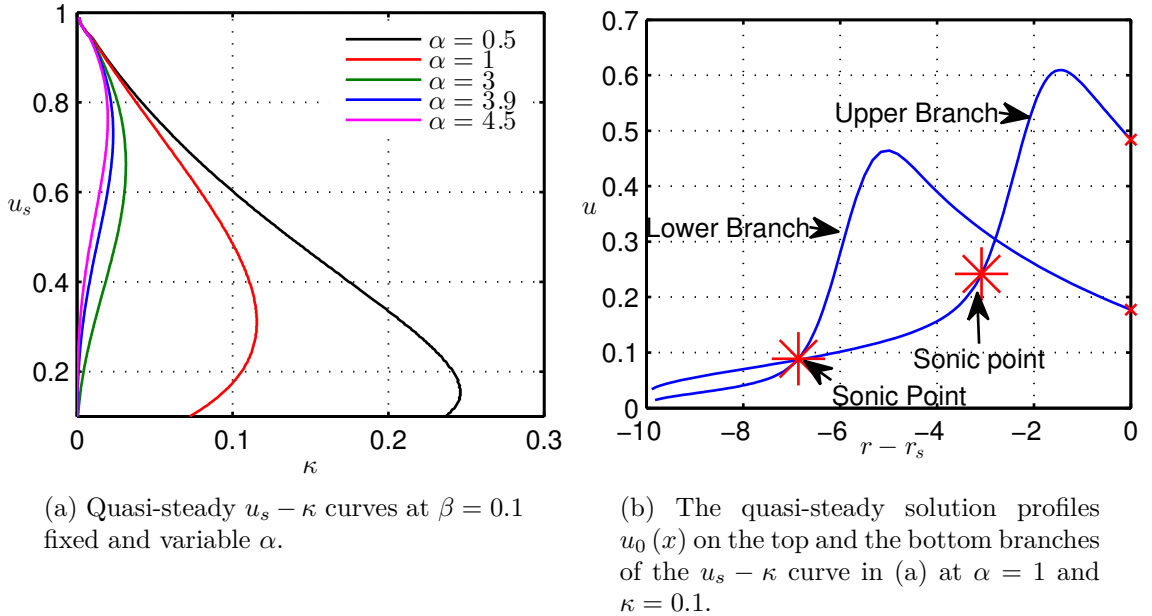 1
0.8
0.6
0.4
0.2
u_s
0
0.1
0.2
0.3
κ
α = 0.5
α = 1
α = 3
α = 3.9
α = 4.5
(a) Quasi-steady u_s − κ curves at β = 0.1
fixed and variable α.
0.7
0.6
0.5
0.4
0.3
0.2
0.1
0
u
−10
−8
−6
−4
−2
0
r − r_s
Upper Branch
Lower Branch
Sonic point
Sonic Point
(b) The quasi-steady solution profiles
u_0 (x) on the top and the bottom branches
of the u_s − κ curve in (a) at α = 1 and
κ = 0.1.